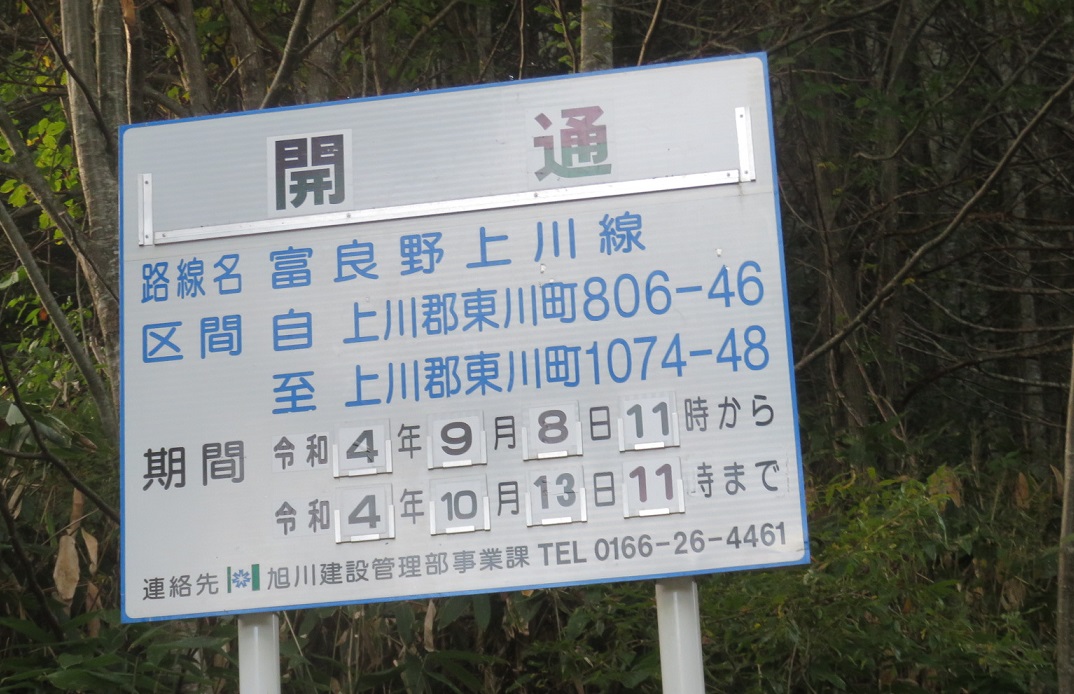 開通
路線名 富良野上川線
区間 自 上川郡東川町806-46
至 上川郡東川町1074-48
期間 令和4年9月8日11時から
令和4年10月13日11時まで
連絡先 旭川建設管理部事業課 TEL 0166-26-4461